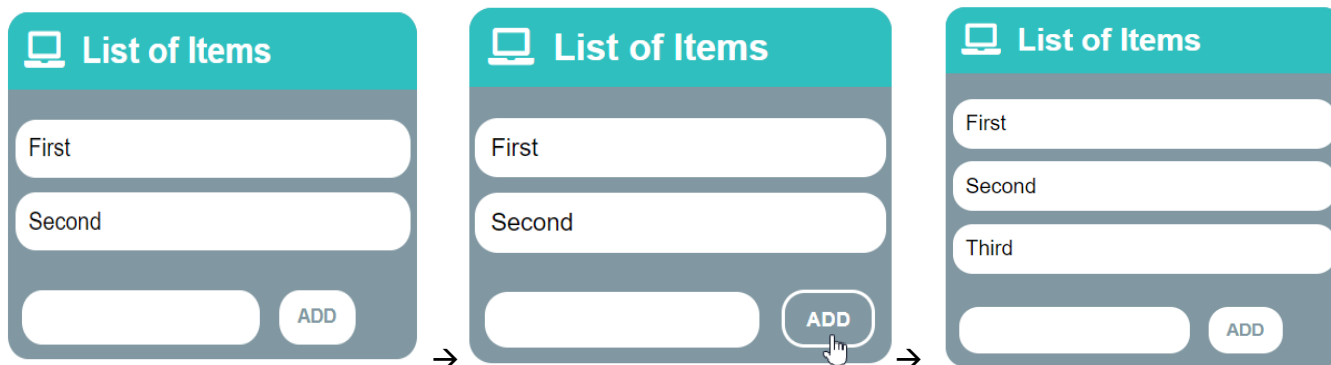 List of Items
First
Second
ADD
→
List of Items
First
Second
ADD
→
List of Items
First
Second
Third
ADD